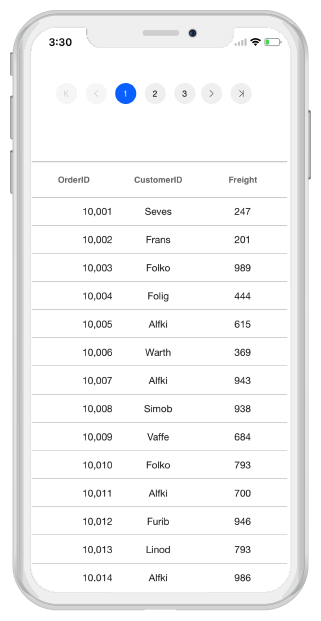 3:30
1 2 3
OrderID CustomerID Freight
10,001 Seves 247
10,002 Frans 201
10,003 Folko 989
10,004 Folig 444
10,005 Alfki 615
10,006 Warth 369
10,007 Alfki 943
10,008 Simob 938
10,009 Vaffe 684
10,010 Folko 793
10,011 Alfki 700
10,012 Furib 946
10,013 Linod 793
10.014 Alfki 986